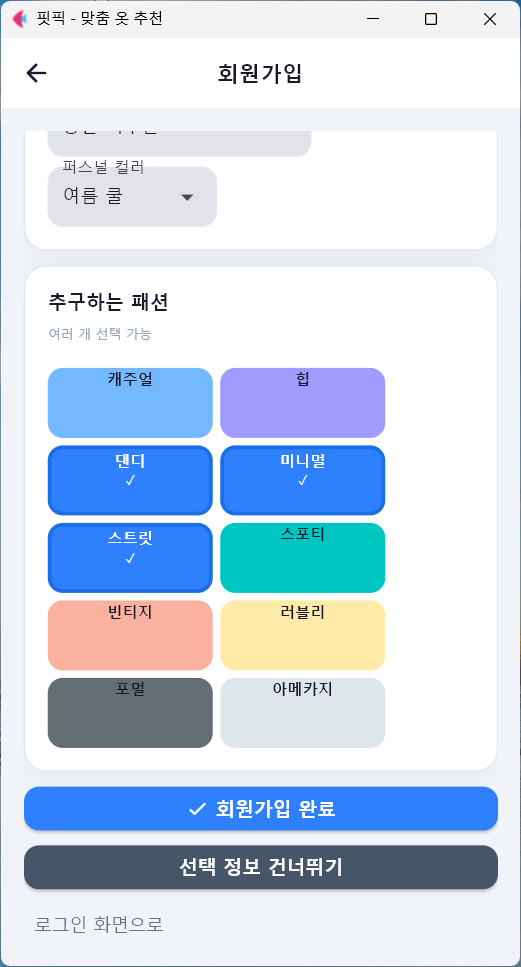 핏픽 - 맞춤 옷 추천
회원가입
퍼스널 컬러
여름 쿨
추구하는 패션
여러 개 선택 가능
캐주얼
힙
댄디
✓
미니멀
✓
스트릿
✓
스포티
빈티지
러블리
포멀
아메카지
✓ 회원가입 완료
선택 정보 건너뛰기
로그인 화면으로